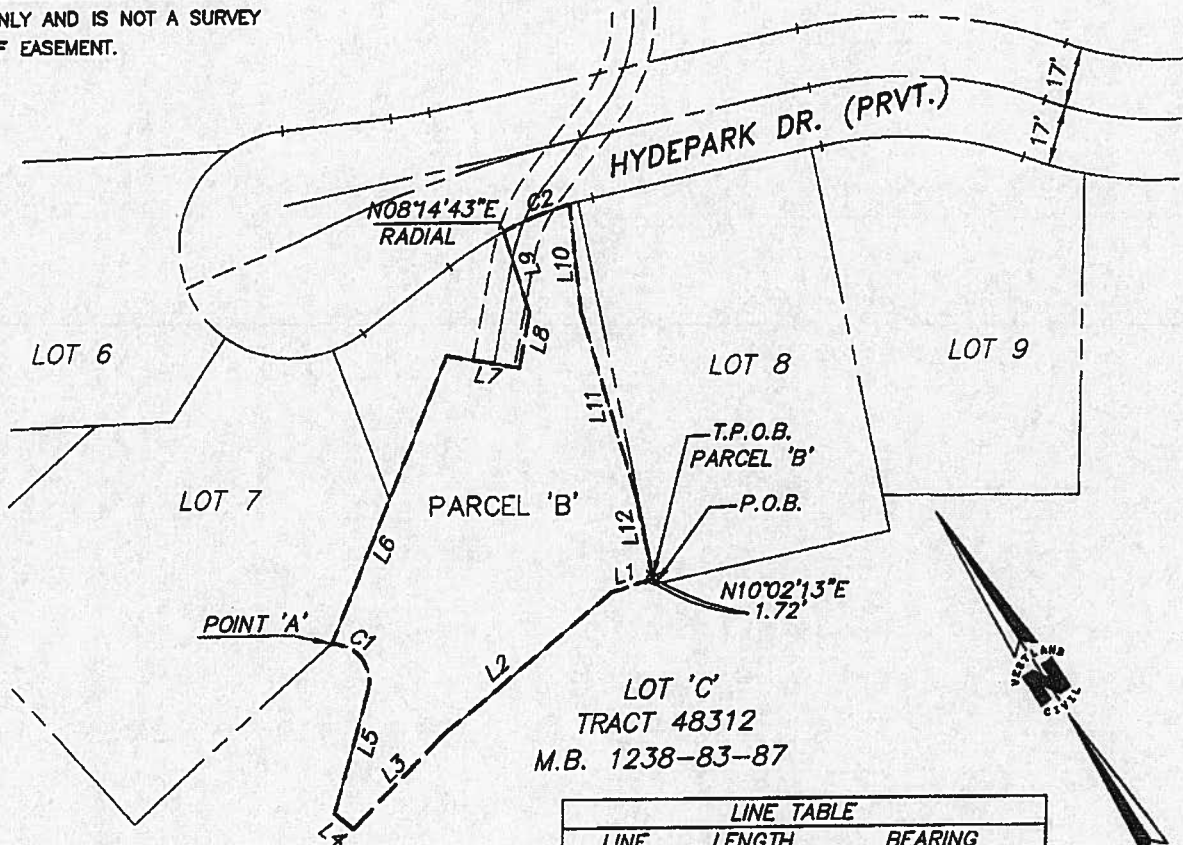 NLY AND IS NOT A SURVEY
F EASEMENT.
17'
17'
HYDEPARK DR. (PRVT.)
C2
N08°14'43"E
RADIAL
L9
L10
LOT 6
L8
L7
LOT 8
LOT 9
L11
T.P.O.B.
PARCEL 'B'
LOT 7
PARCEL 'B'
P.O.B.
L12
L6
L1
N10°02'13"E
1.72'
POINT 'A'
C1
L2
LOT 'C'
TRACT 48312
M.B. 1238-83-87
VESTLAND
N
CIVIL
L5
L3
L4
LINE TABLE
LINE LENGTH BEARING